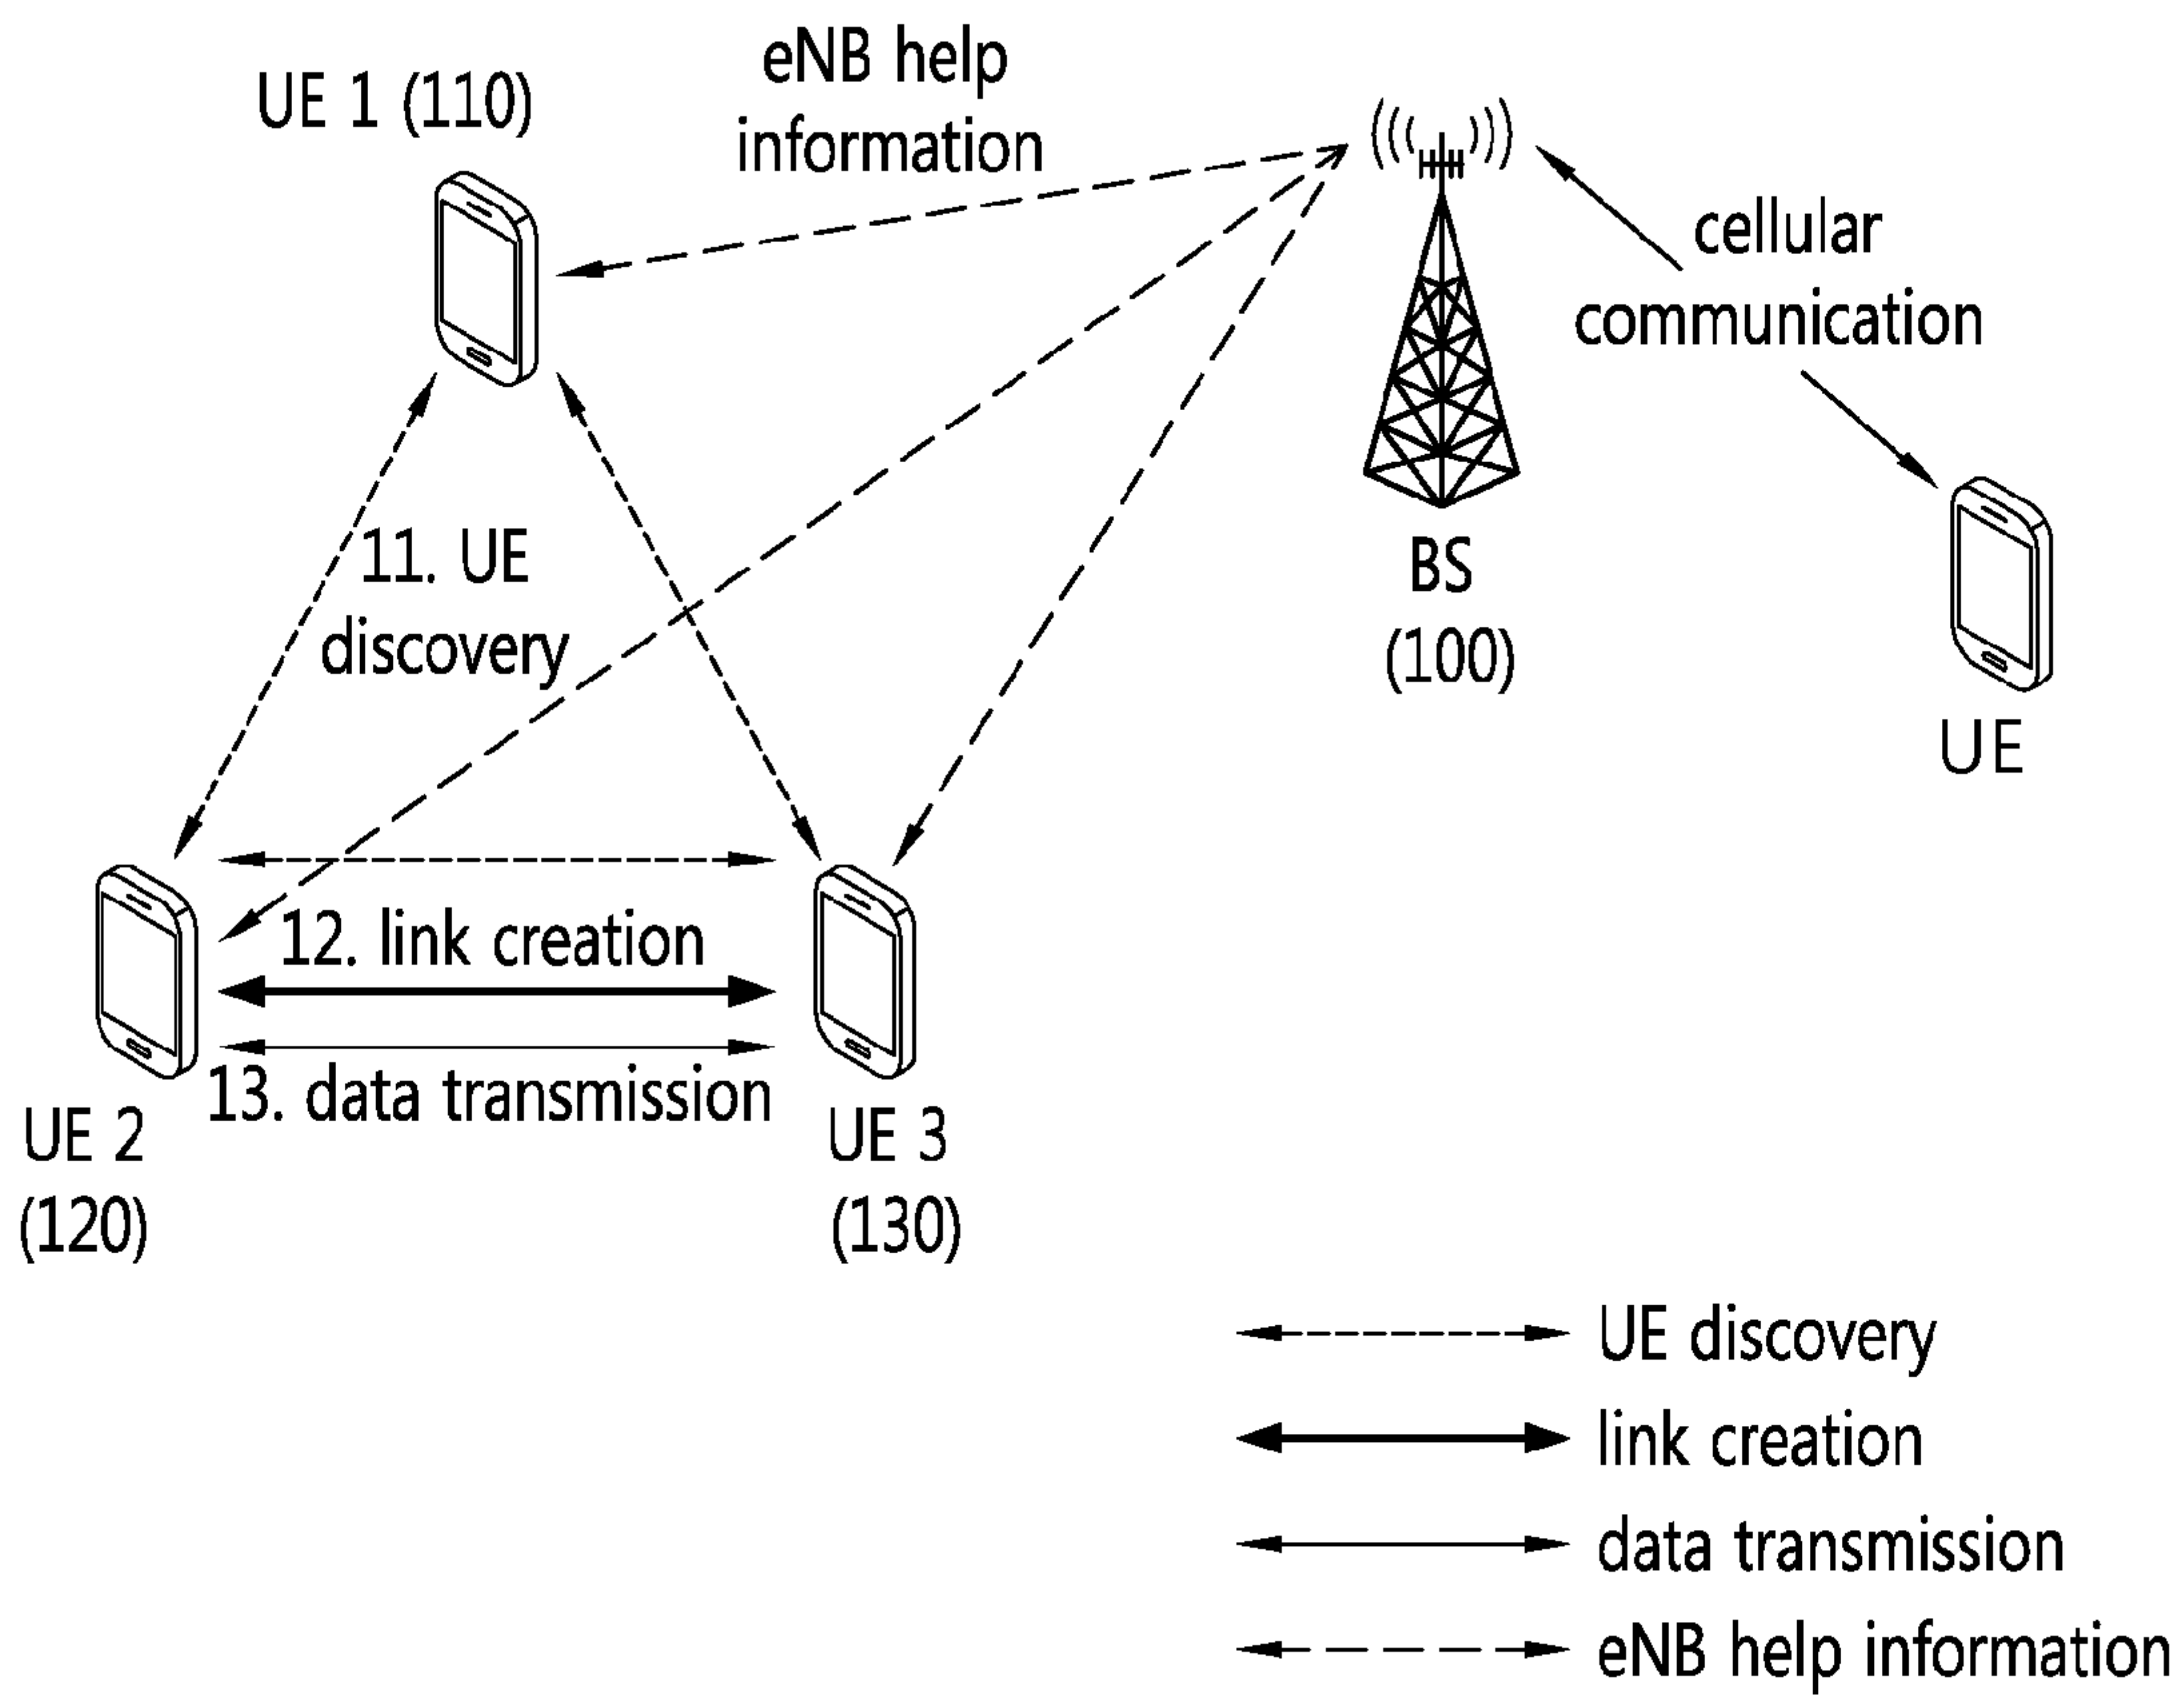 eNB help
information
UE 1 (110)
cellular
communication
11. UE
discovery
BS
(100)
UE
12. link creation
13. data transmission
UE 2
(120)
UE 3
(130)
UE discovery
link creation
data transmission
eNB help information